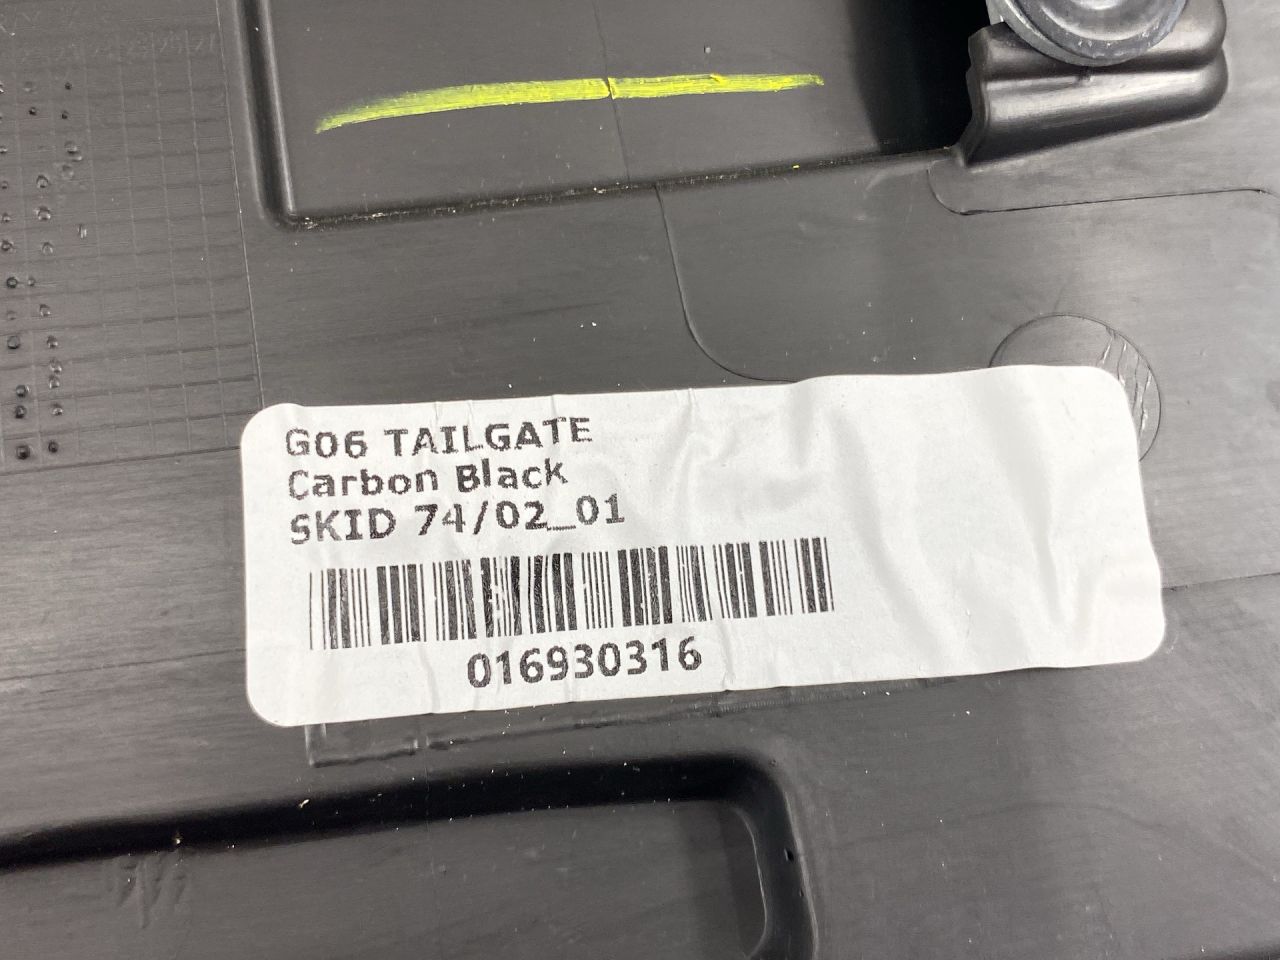 G06 TAILGATE
Carbon Black
SKID 74/02_01
016930316